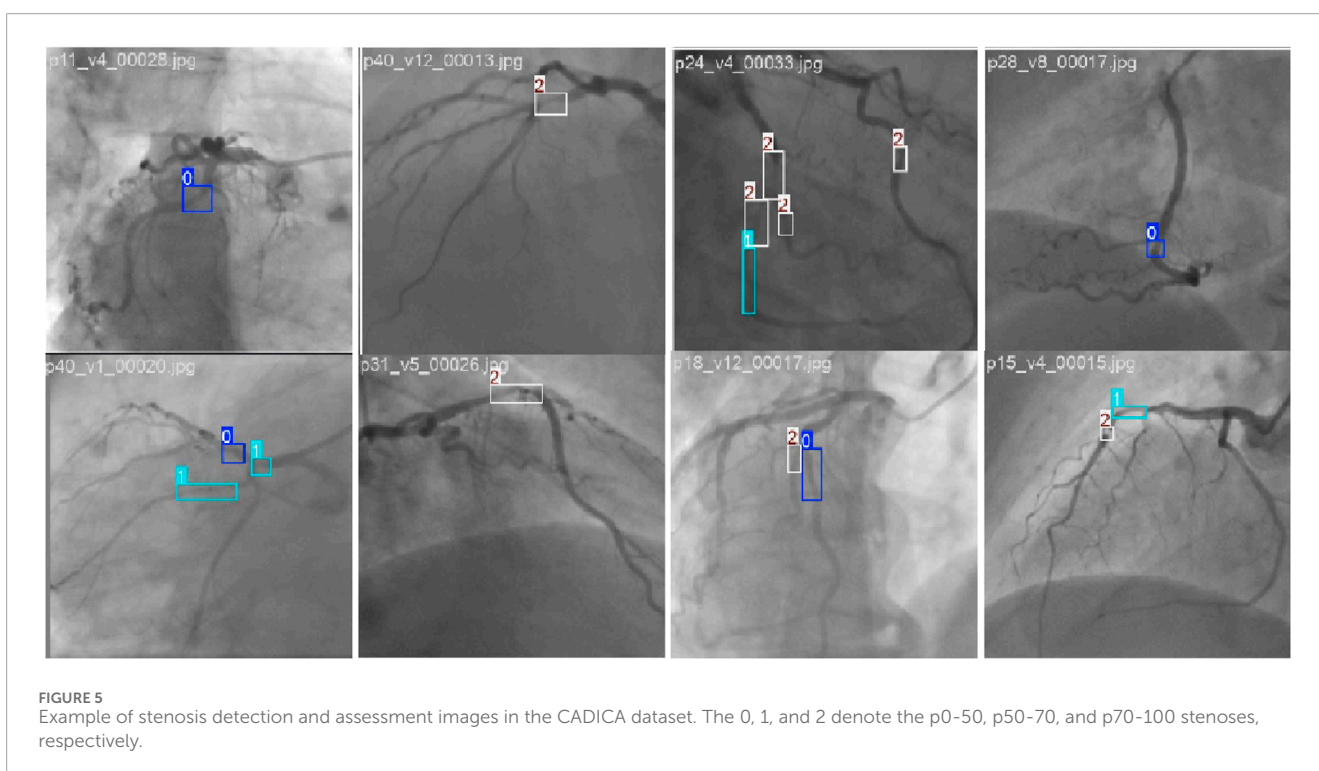 p11_v4_00028.jpg
0
p40_v12_00013.jpg
2
p24_v4_00033.jpg
2
2
2
2
1
p28_v8_00017.jpg
0
p40_v1_00020.jpg
0
1
1
p31_v5_00026.jpg
2
p18_v12_00017.jpg
2
0
p15_v4_00015.jpg
1
2
FIGURE 5
Example of stenosis detection and assessment images in the CADICA dataset. The 0, 1, and 2 denote the p0-50, p50-70, and p70-100 stenoses,
respectively.